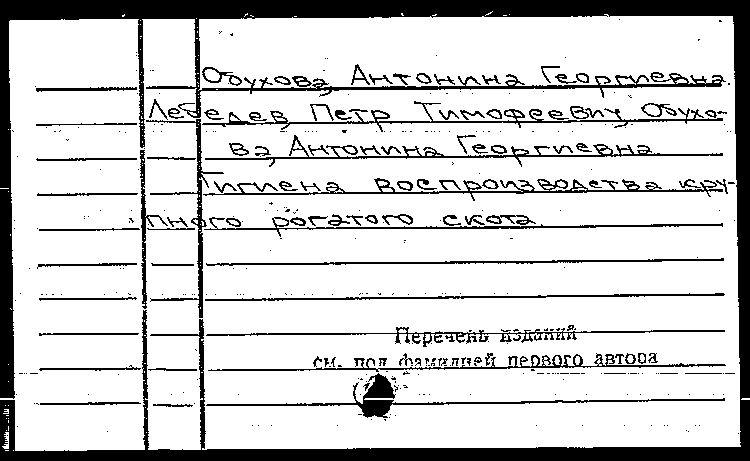 Обухова, Антонина Георгиевна.
Лебедев, Петр Тимофеевич, Обухо-
ва, Антонина Георгиевна
Гигиена воспроизводства кру-
пного рогатого скота.
Перечень изданий
см. под фамилией первого автора